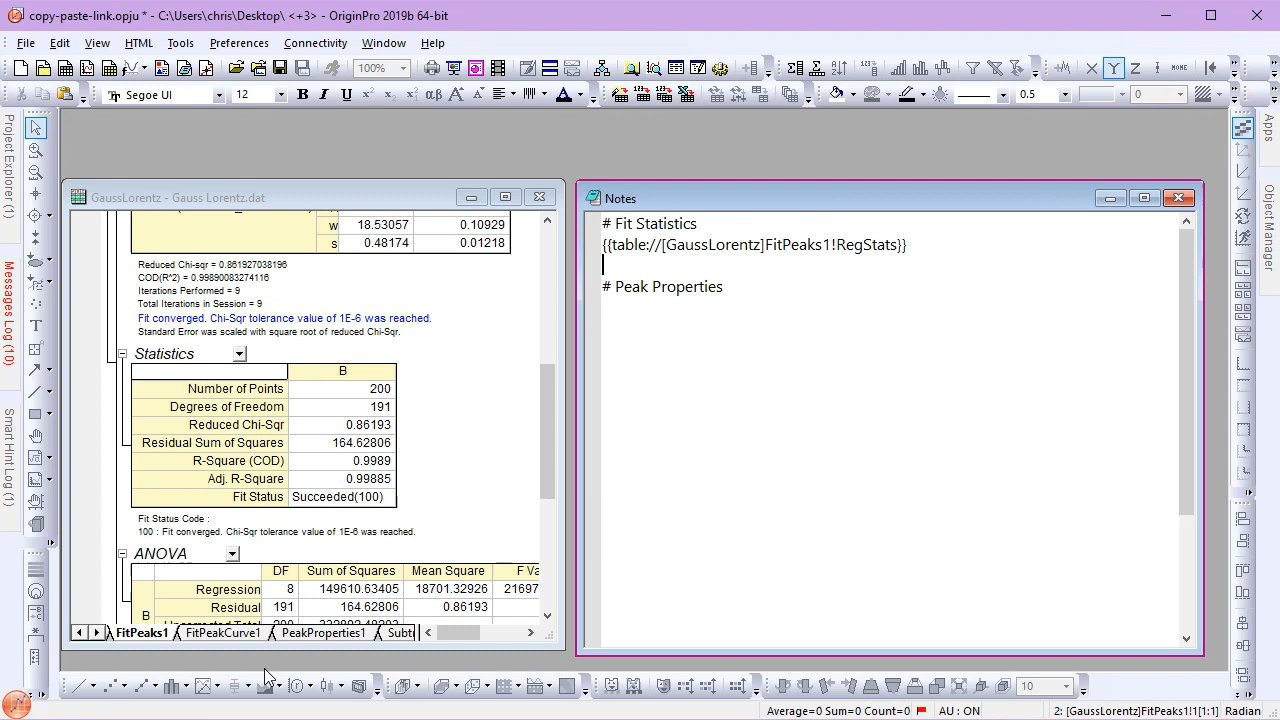 copy-paste-link.opju * - C:\Users\chris\Desktop\ <+3> - OriginPro 2019b 64-bit
File Edit View HTML Tools Preferences Connectivity Window Help
100%
Segoe UI 12 B I U αβ A A A 0.5 0
Project Explorer (1)
Messages Log (10)
Smart Hint Log (1)
Apps
Object Manager
GaussLorentz - Gauss Lorentz.dat
w 18.53057 0.10929
s 0.48174 0.01218
Reduced Chi-sqr = 0.861927038196
COD(R^2) = 0.99890083274116
Iterations Performed = 9
Total Iterations in Session = 9
Fit converged. Chi-Sqr tolerance value of 1E-6 was reached.
Standard Error was scaled with square root of reduced Chi-Sqr.
Statistics
B
Number of Points 200
Degrees of Freedom 191
Reduced Chi-Sqr 0.86193
Residual Sum of Squares 164.62806
R-Square (COD) 0.9989
Adj. R-Square 0.99885
Fit Status Succeeded(100)
Fit Status Code :
100 : Fit converged. Chi-Sqr tolerance value of 1E-6 was reached.
ANOVA
DF Sum of Squares Mean Square F Va
Regression 8 149610.63405 18701.32926 21697
B Residual 191 164.62806 0.86193
FitPeaks1 FitPeakCurve1 PeakProperties1 Subt
Notes
# Fit Statistics
{{table://[GaussLorentz]FitPeaks1!RegStats}}
# Peak Properties
10
Average=0 Sum=0 Count=0 AU : ON 2: [GaussLorentz]FitPeaks1!1[1:1] Radian